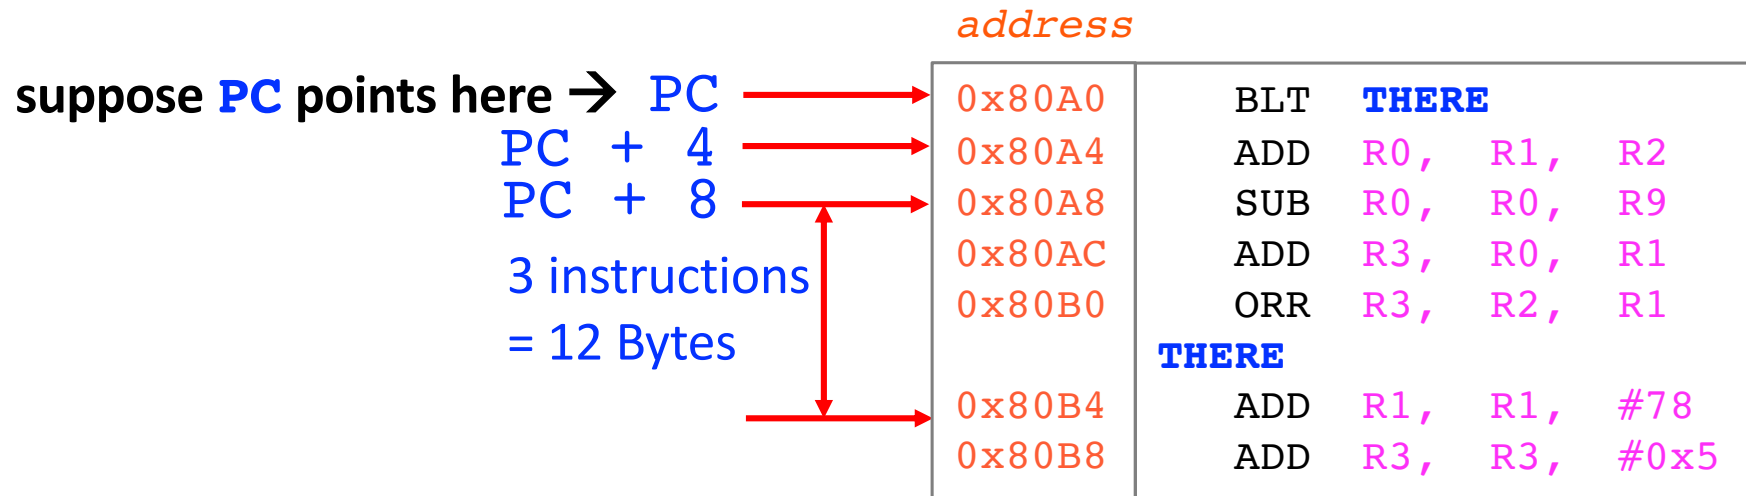 address
suppose PC points here → PC 0x80A0 BLT THERE
PC + 4 0x80A4 ADD R0, R1, R2
PC + 8 0x80A8 SUB R0, R0, R9
3 instructions 0x80AC ADD R3, R0, R1
0x80B0 ORR R3, R2, R1
= 12 Bytes THERE
0x80B4 ADD R1, R1, #78
0x80B8 ADD R3, R3, #0x5